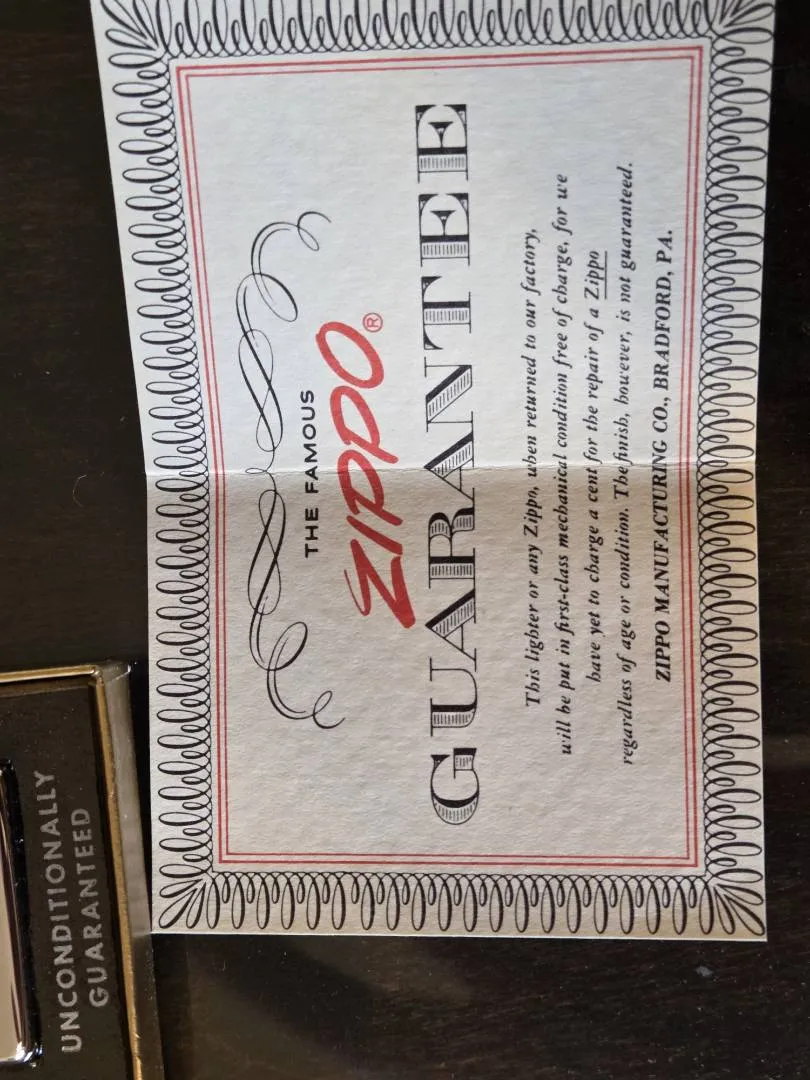 THE FAMOUS
ZIPPO®
GUARANTEE
This lighter or any Zippo, when returned to our factory,
will be put in first-class mechanical condition free of charge, for we
have yet to charge a cent for the repair of a Zippo
regardless of age or condition. The finish, however, is not guaranteed.
ZIPPO MANUFACTURING CO., BRADFORD, PA.
UNCONDITIONALLY
GUARANTEED